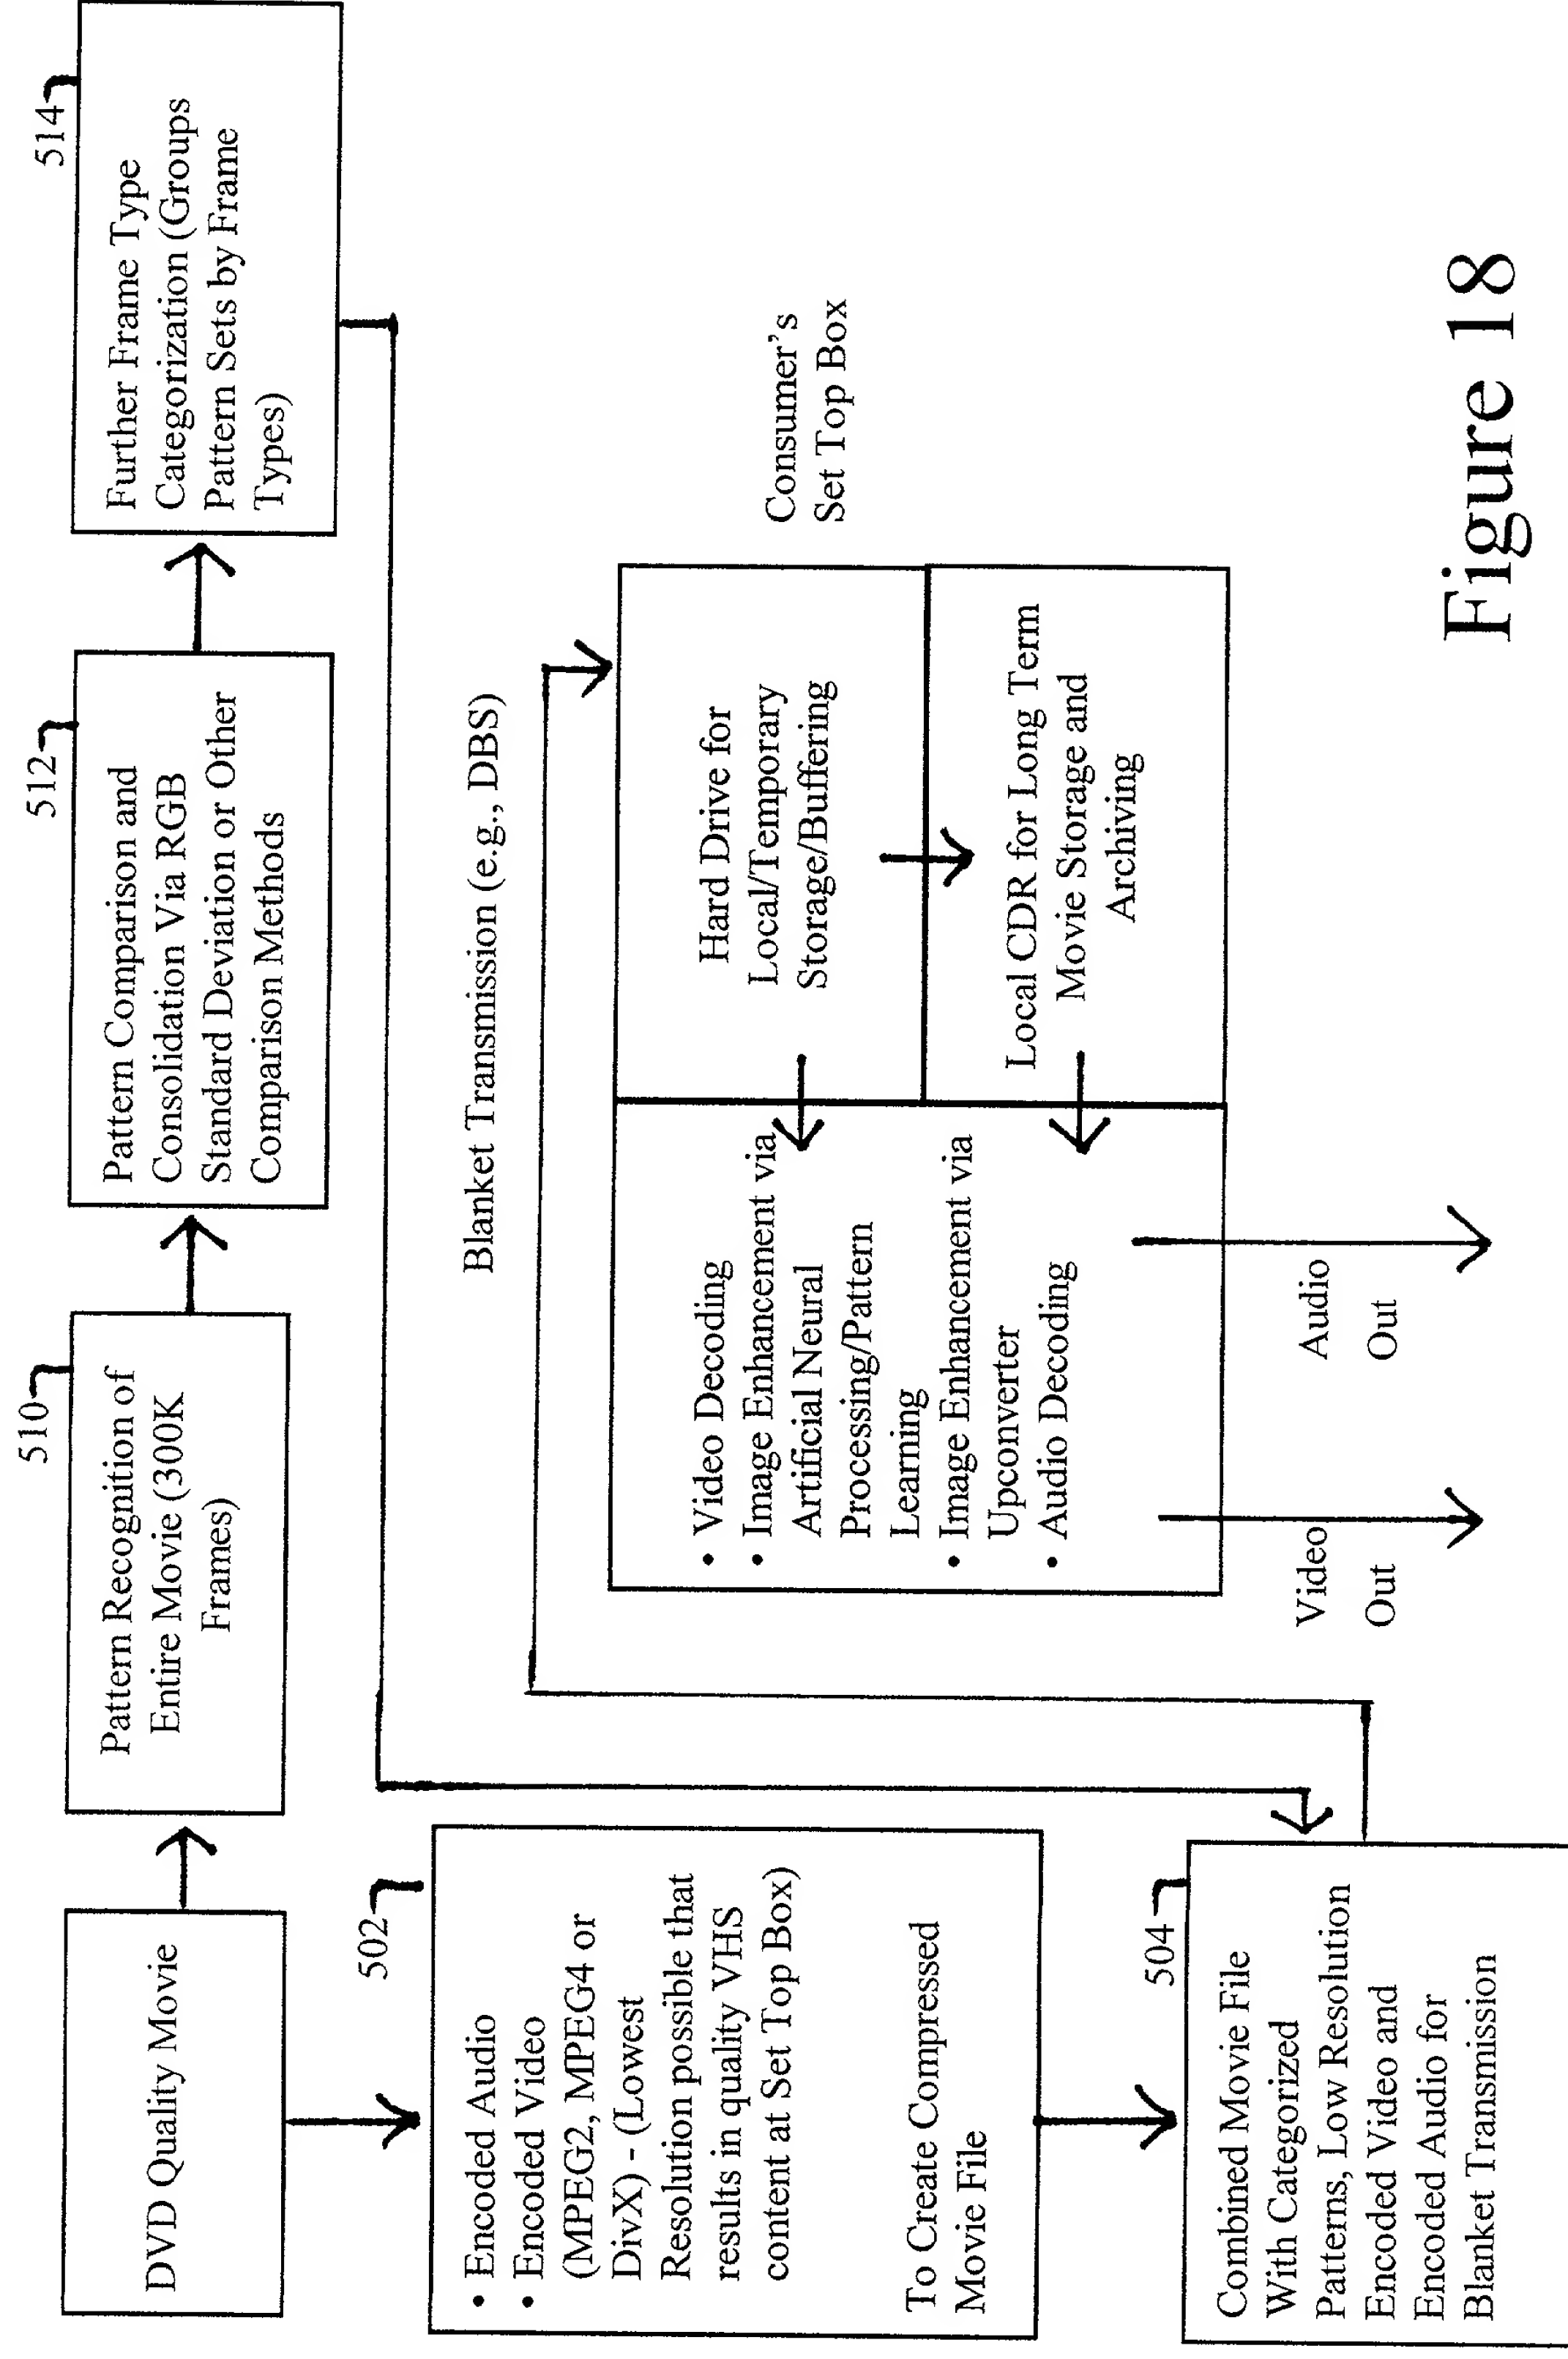 DVD Quality Movie
510
Pattern Recognition of
Entire Movie (300K
Frames)
512
Pattern Comparison and
Consolidation Via RGB
Standard Deviation or Other
Comparison Methods
514
Further Frame Type
Categorization (Groups
Pattern Sets by Frame
Types)
502
• Encoded Audio
• Encoded Video
(MPEG2, MPEG4 or
DivX) - (Lowest
Resolution possible that
results in quality VHS
content at Set Top Box)
To Create Compressed
Movie File
504
Combined Movie File
With Categorized
Patterns, Low Resolution
Encoded Video and
Encoded Audio for
Blanket Transmission
Blanket Transmission (e.g., DBS)
• Video Decoding
• Image Enhancement via
Artificial Neural
Processing/Pattern
Learning
• Image Enhancement via
Upconverter
• Audio Decoding
Hard Drive for
Local/Temporary
Storage/Buffering
Local CDR for Long Term
Movie Storage and
Archiving
Consumer's
Set Top Box
Video
Out
Audio
Out
Figure 18